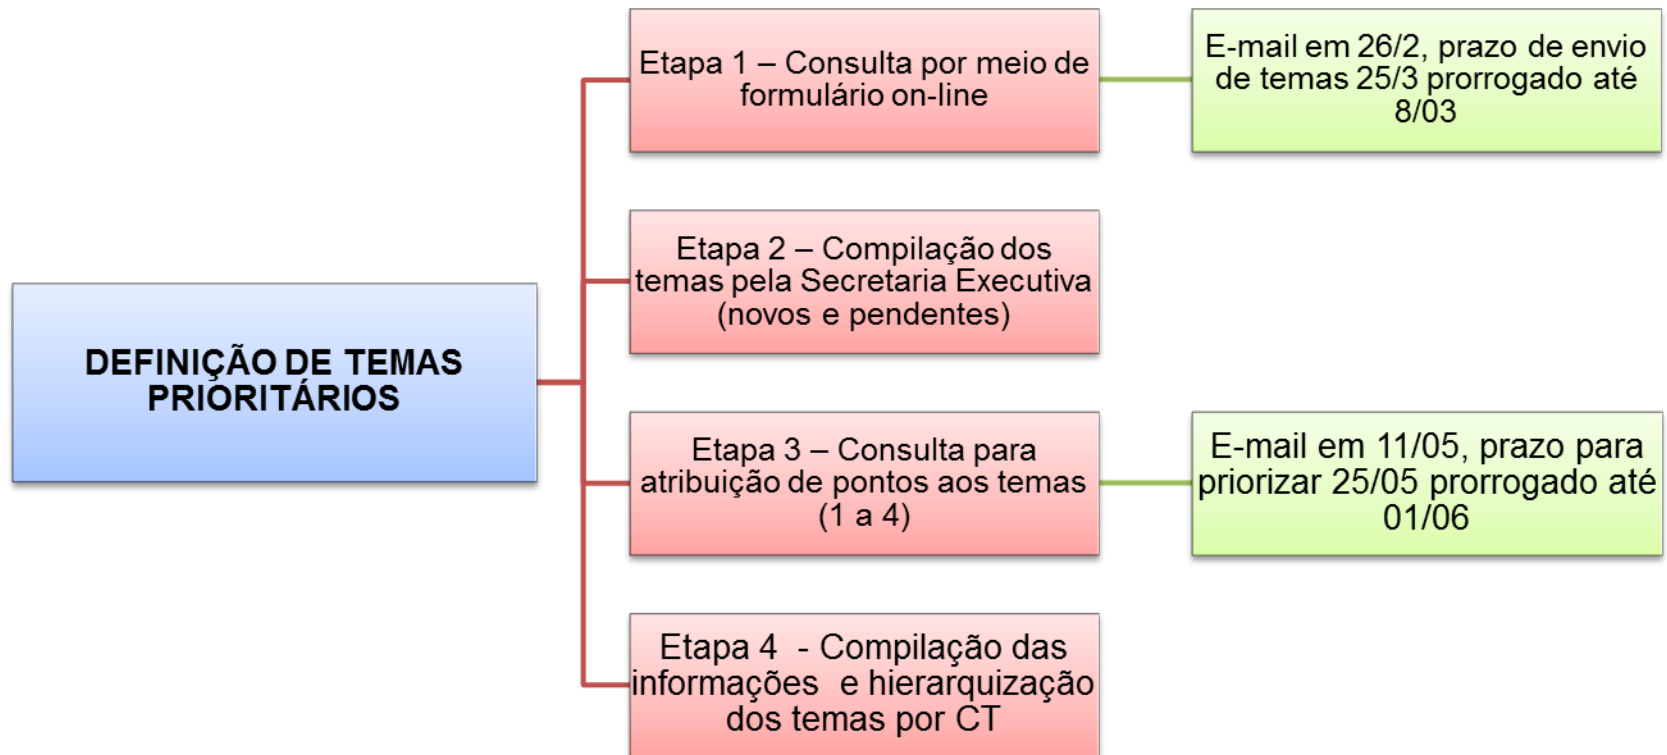 DEFINIÇÃO DE TEMAS
PRIORITÁRIOS
Etapa 1 – Consulta por meio de
formulário on-line
E-mail em 26/2, prazo de envio
de temas 25/3 prorrogado até
8/03
Etapa 2 – Compilação dos
temas pela Secretaria Executiva
(novos e pendentes)
Etapa 3 – Consulta para
atribuição de pontos aos temas
(1 a 4)
E-mail em 11/05, prazo para
priorizar 25/05 prorrogado até
01/06
Etapa 4 - Compilação das
informações e hierarquização
dos temas por CT